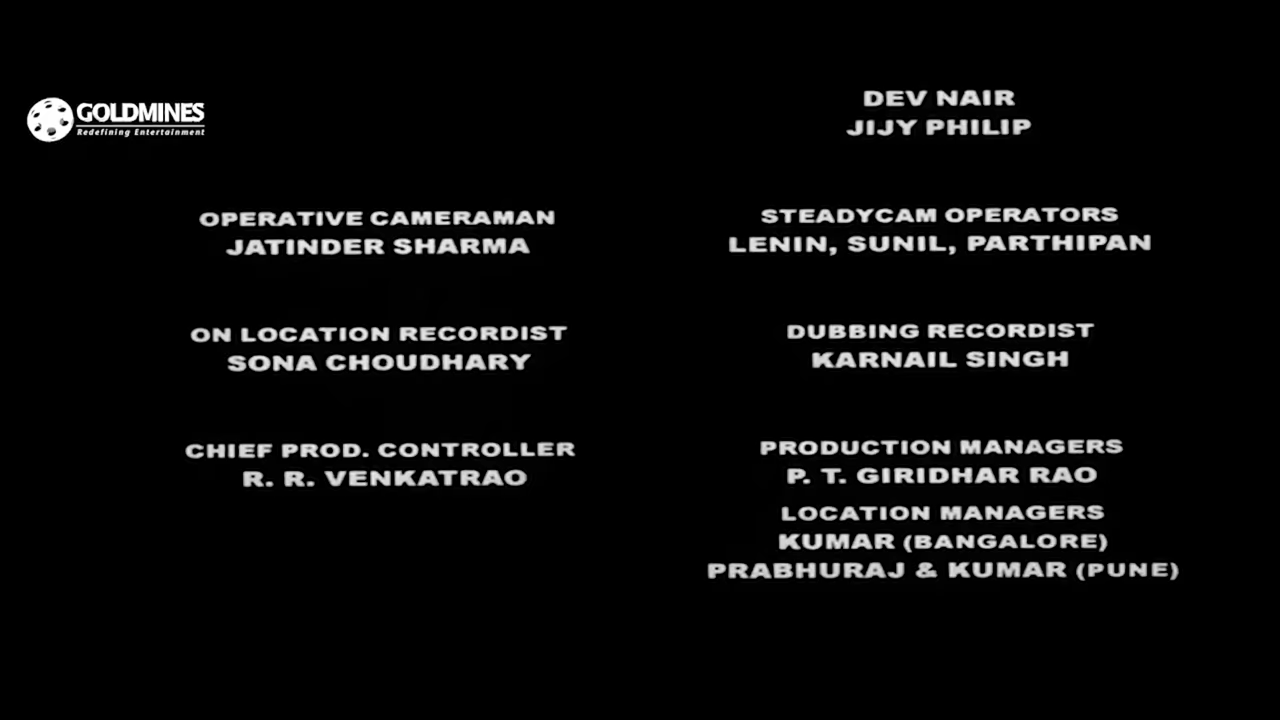 GOLDMINES
Redefining Entertainment
DEV NAIR
JIJY PHILIP
OPERATIVE CAMERAMAN
JATINDER SHARMA
STEADYCAM OPERATORS
LENIN, SUNIL, PARTHIPAN
ON LOCATION RECORDIST
SONA CHOUDHARY
DUBBING RECORDIST
KARNAIL SINGH
CHIEF PROD. CONTROLLER
R. R. VENKATRAO
PRODUCTION MANAGERS
P. T. GIRIDHAR RAO
LOCATION MANAGERS
KUMAR (BANGALORE)
PRABHURAJ & KUMAR (PUNE)